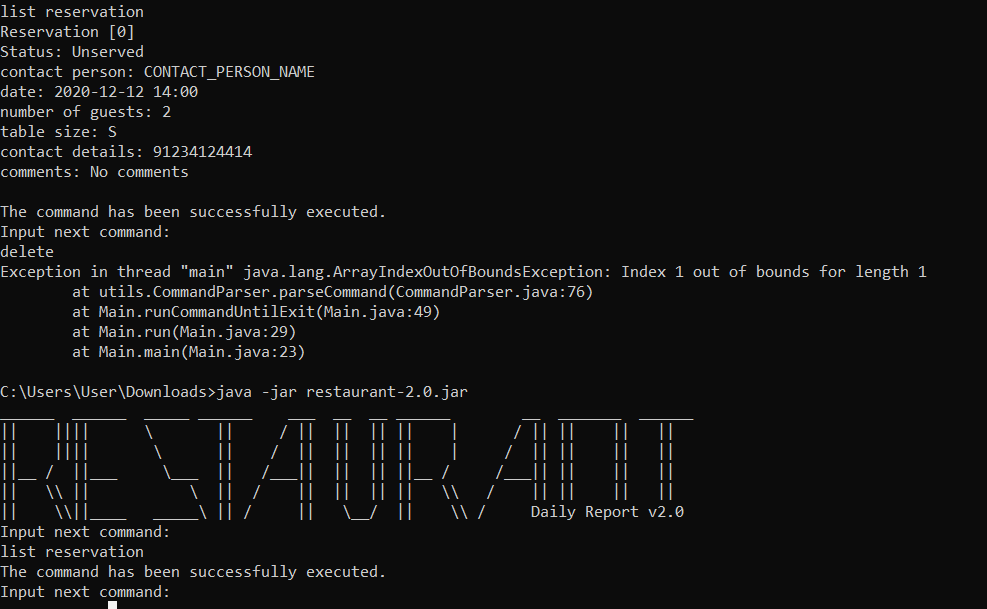 list reservation
Reservation [0]
Status: Unserved
contact person: CONTACT_PERSON_NAME
date: 2020-12-12 14:00
number of guests: 2
table size: S
contact details: 91234124414
comments: No comments
The command has been successfully executed.
Input next command:
delete
Exception in thread "main" java.lang.ArrayIndexOutOfBoundsException: Index 1 out of bounds for length 1
at utils.CommandParser.parseCommand(CommandParser.java:76)
at Main.runCommandUntilExit(Main.java:49)
at Main.run(Main.java:29)
at Main.main(Main.java:23)
C:\Users\User\Downloads>java -jar restaurant-2.0.jar
Daily Report v2.0
Input next command:
list reservation
The command has been successfully executed.
Input next command: